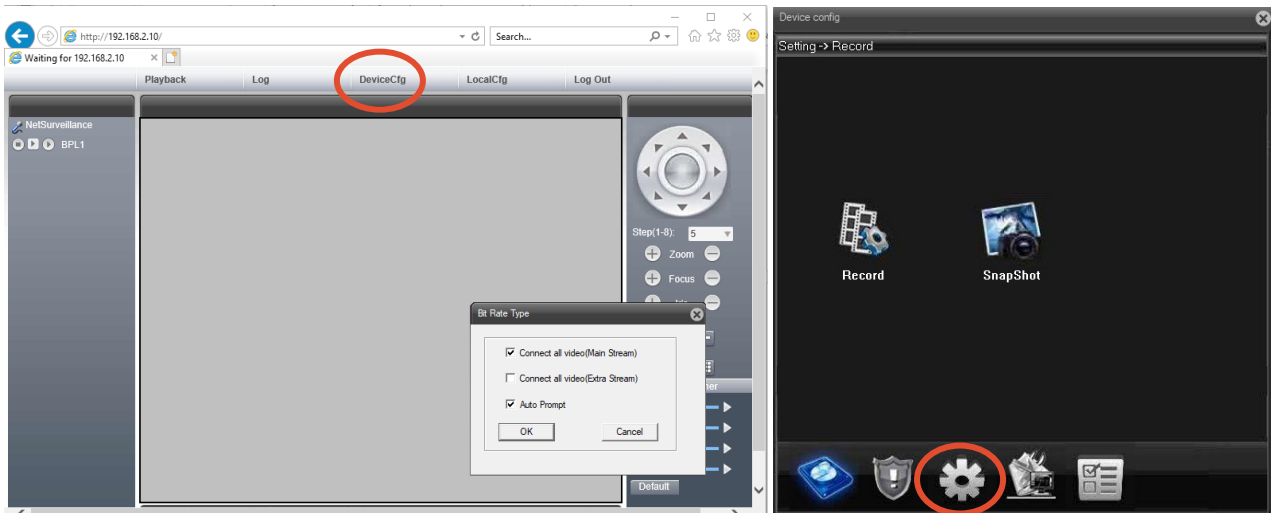 http://192.168.2.10/
Search...
Waiting for 192.168.2.10
Playback Log DeviceCfg LocalCfg Log Out
NetSurveillance
BPL1
Step(1-8): 5
Zoom
Focus
Bit Rate Type
Connect all video(Main Stream)
Connect all video(Extra Stream)
Auto Prompt
OK Cancel
Default
Device config
Setting -> Record
Record SnapShot